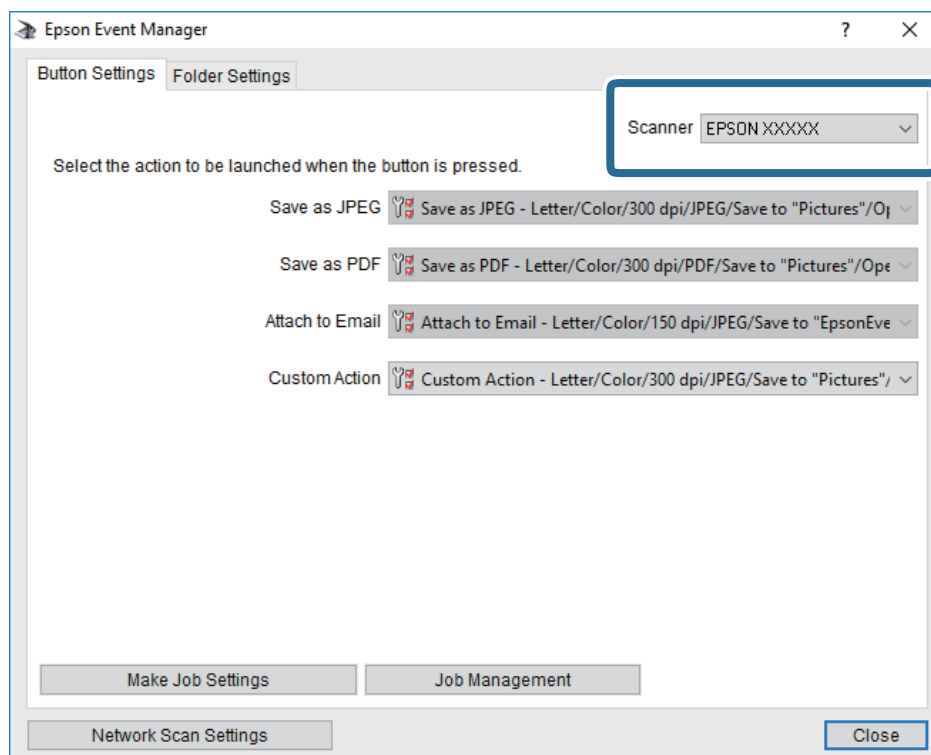 Epson Event Manager
Button Settings Folder Settings
Scanner EPSON XXXXX
Select the action to be launched when the button is pressed.
Save as JPEG Save as JPEG - Letter/Color/300 dpi/JPEG/Save to "Pictures"/Op
Save as PDF Save as PDF - Letter/Color/300 dpi/PDF/Save to "Pictures"/Ope
Attach to Email Attach to Email - Letter/Color/150 dpi/JPEG/Save to "EpsonEve
Custom Action Custom Action - Letter/Color/300 dpi/JPEG/Save to "Pictures"/
Make Job Settings Job Management
Network Scan Settings Close